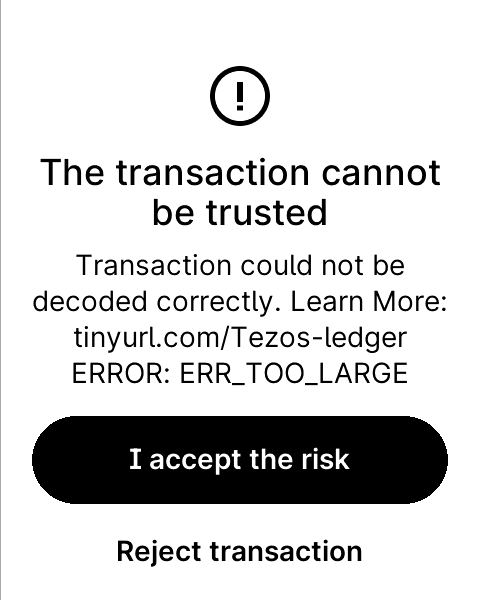 The transaction cannot
be trusted
Transaction could not be
decoded correctly. Learn More:
tinyurl.com/Tezos-ledger
ERROR: ERR_TOO_LARGE
I accept the risk
Reject transaction